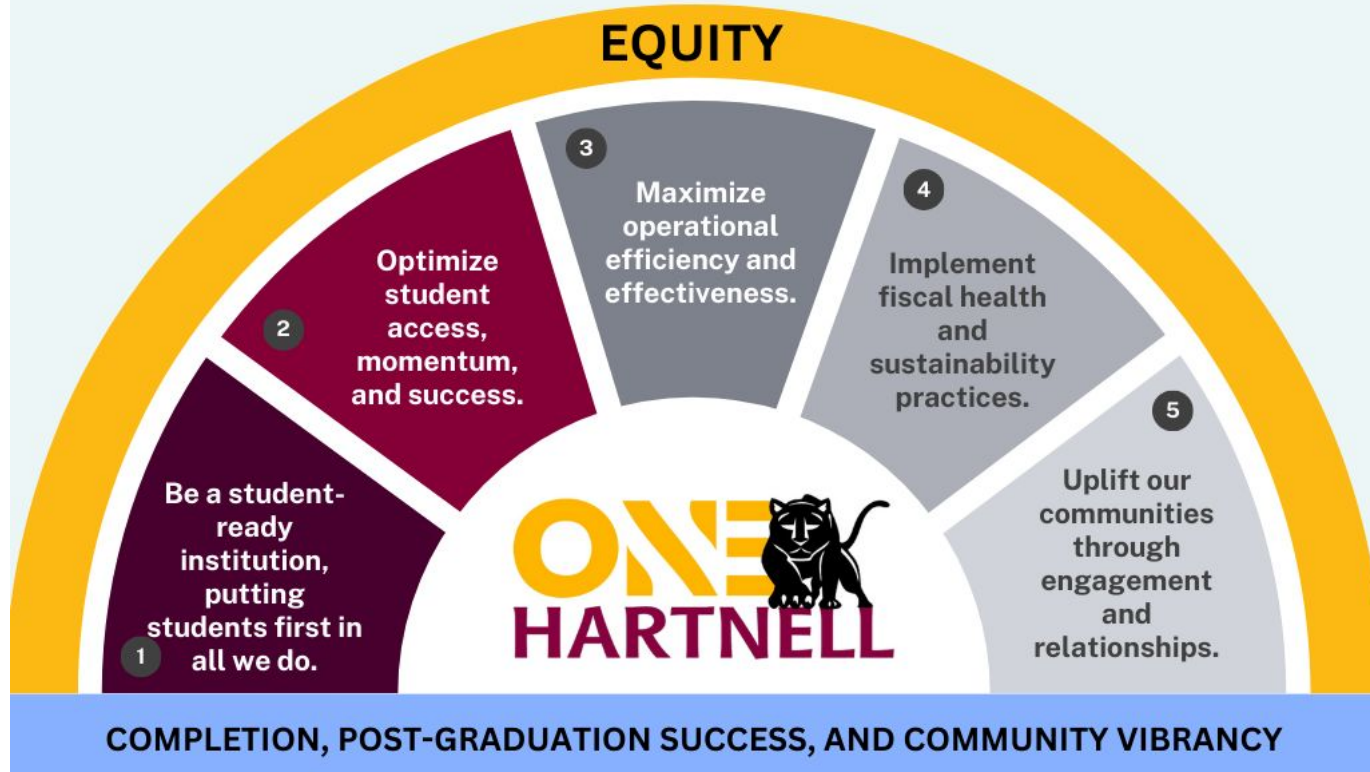 EQUITY
1
Be a student-
ready
institution,
putting
students first in
all we do.
2
Optimize
student
access,
momentum,
and success.
3
Maximize
operational
efficiency and
effectiveness.
4
Implement
fiscal health
and
sustainability
practices.
5
Uplift our
communities
through
engagement
and
relationships.
ONE
HARTNELL
COMPLETION, POST-GRADUATION SUCCESS, AND COMMUNITY VIBRANCY